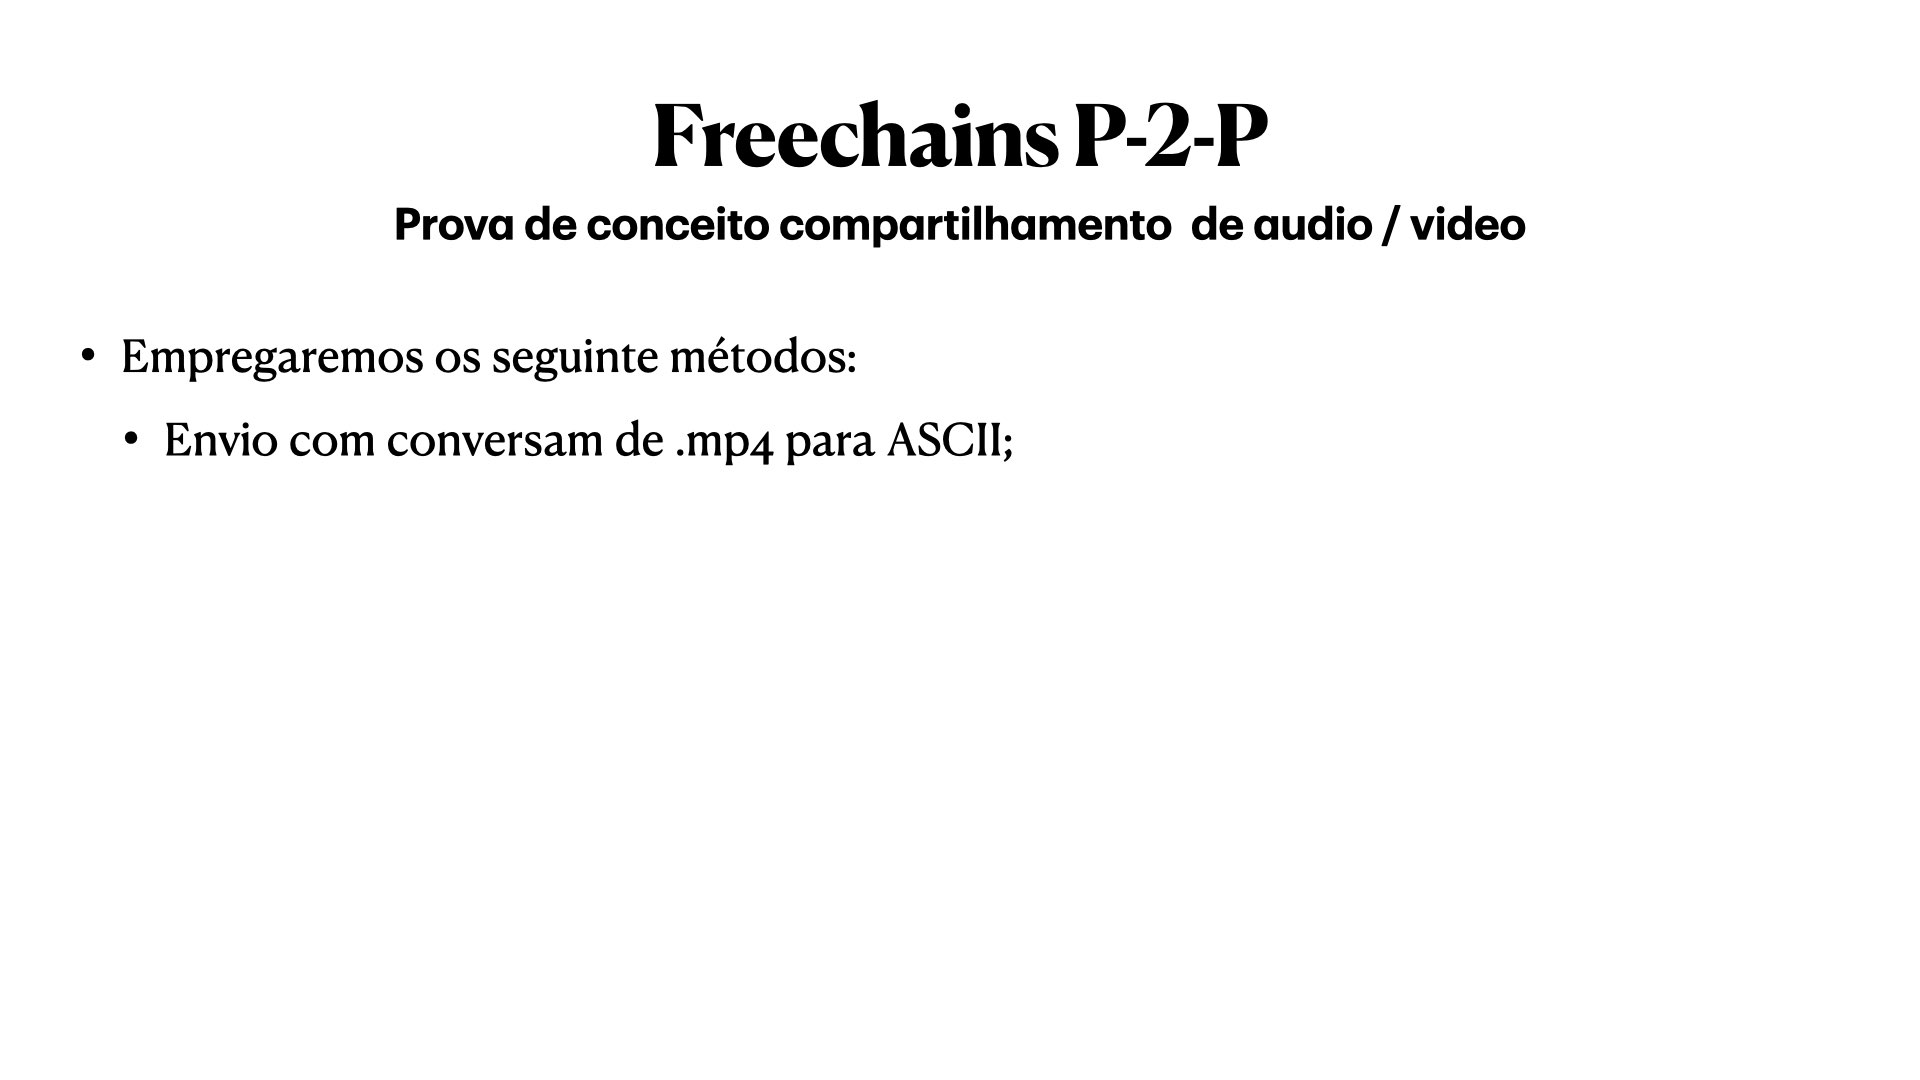 Freechains P-2-P
Prova de conceito compartilhamento  de audio / video
• Empregaremos os seguinte métodos:
• Envio com conversam de .mp4 para ASCII;